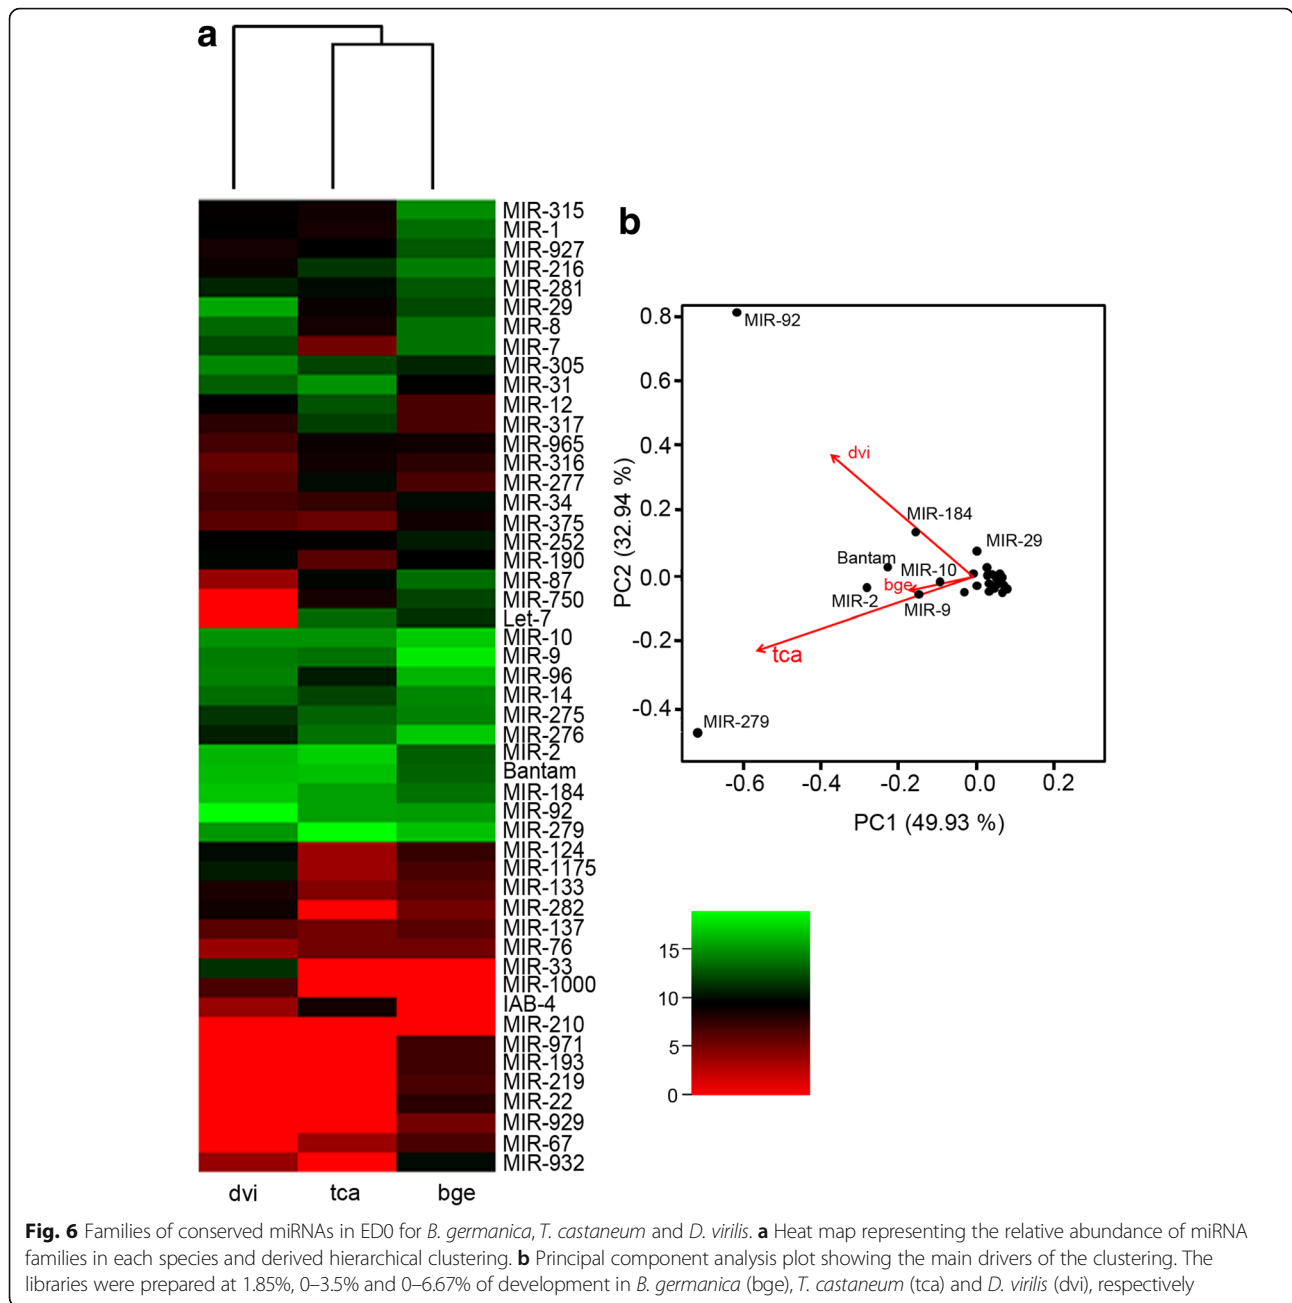 a
MIR-315
MIR-1
MIR-927
MIR-216
MIR-281
MIR-29
MIR-8
MIR-7
MIR-305
MIR-31
MIR-12
MIR-317
MIR-965
MIR-316
MIR-277
MIR-34
MIR-375
MIR-252
MIR-190
MIR-87
MIR-750
Let-7
MIR-10
MIR-9
MIR-96
MIR-14
MIR-275
MIR-276
MIR-2
Bantam
MIR-184
MIR-92
MIR-279
MIR-124
MIR-1175
MIR-133
MIR-282
MIR-137
MIR-76
MIR-33
MIR-1000
IAB-4
MIR-210
MIR-971
MIR-193
MIR-219
MIR-22
MIR-929
MIR-67
MIR-932
dvi tca bge
b
0.8
0.6
0.4
0.2
0.0
-0.2
-0.4
PC2 (32.94 %)
MIR-92
dvi
MIR-184
MIR-29
Bantam
MIR-10
bge
MIR-2
MIR-9
tca
MIR-279
-0.6 -0.4 -0.2 0.0 0.2
PC1 (49.93 %)
15
10
5
0
Fig. 6 Families of conserved miRNAs in ED0 for B. germanica, T. castaneum and D. virilis. a Heat map representing the relative abundance of miRNA
families in each species and derived hierarchical clustering. b Principal component analysis plot showing the main drivers of the clustering. The
libraries were prepared at 1.85%, 0–3.5% and 0–6.67% of development in B. germanica (bge), T. castaneum (tca) and D. virilis (dvi), respectively